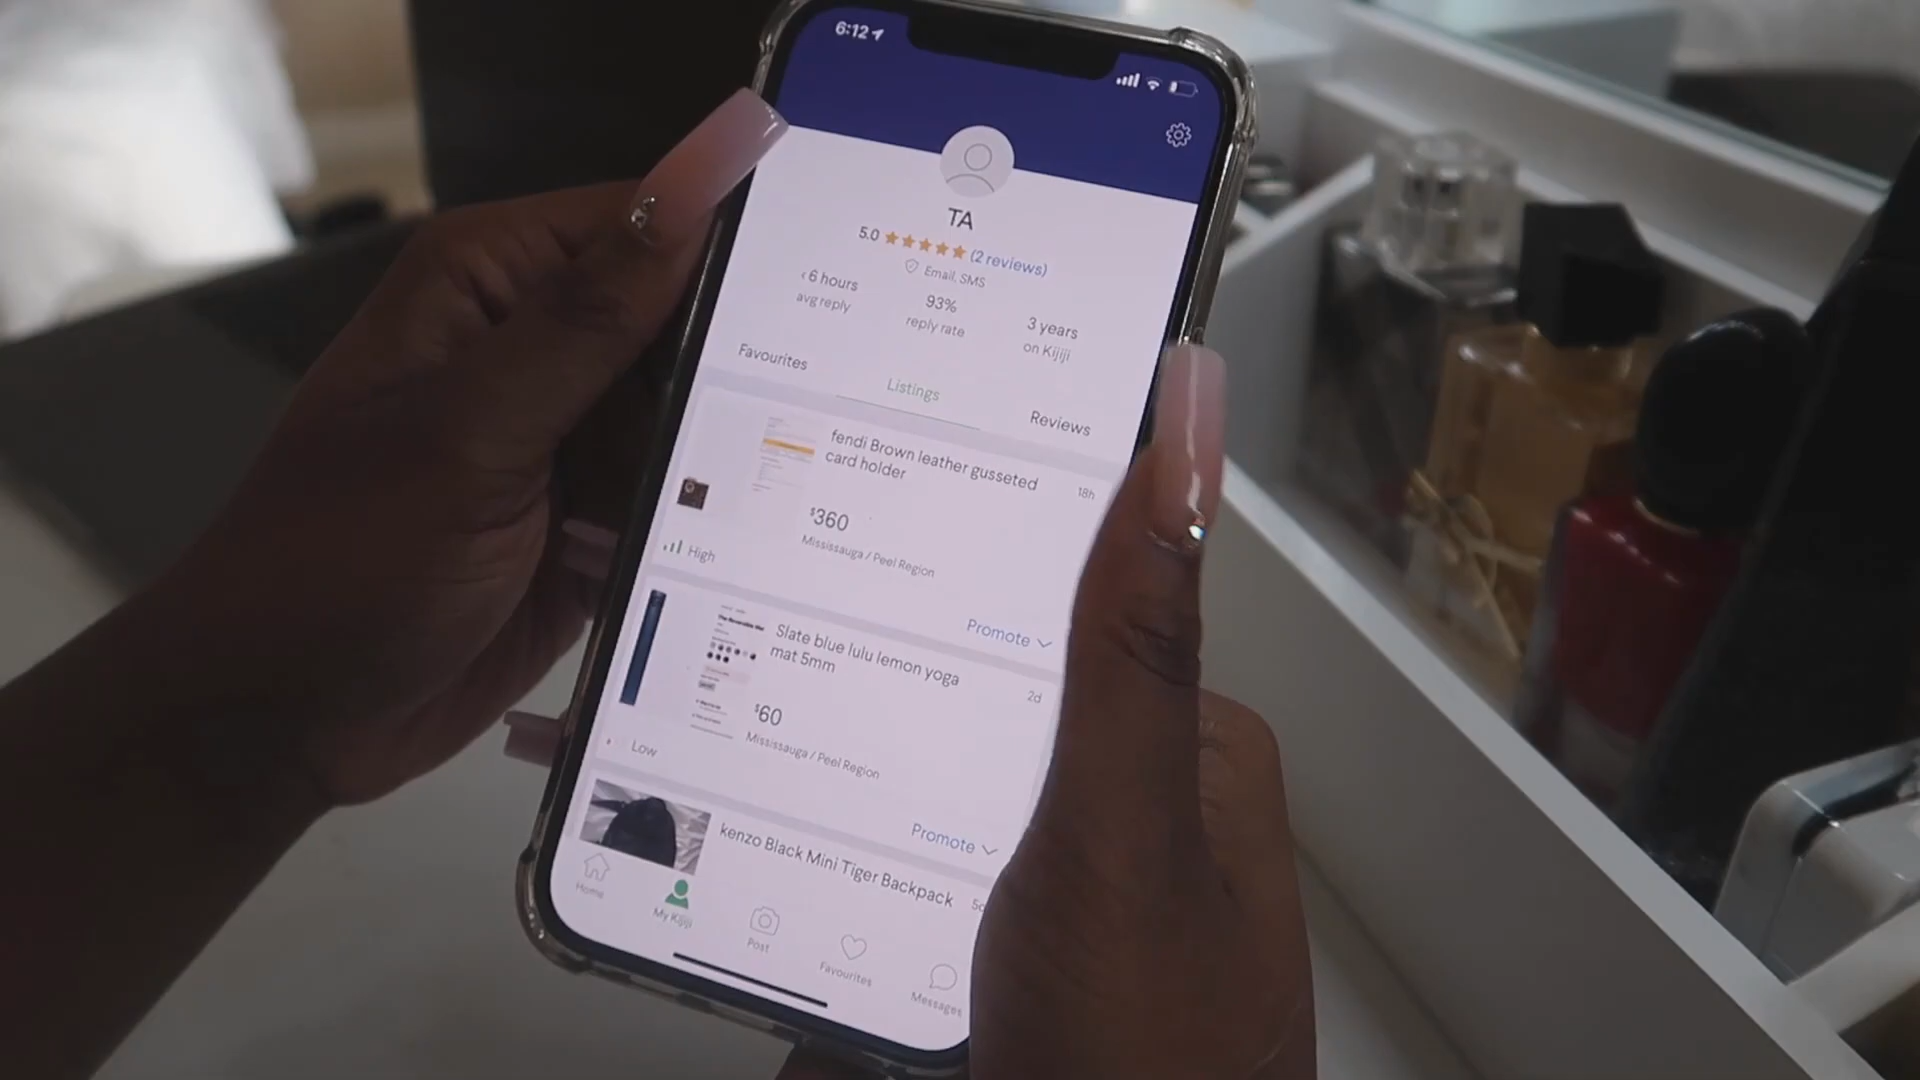 6:12
TA
5.0 (2 reviews)
Email, SMS
‹ 6 hours
avg reply
93%
reply rate
3 years
on Kijiji
Favourites
Listings
Reviews
fendi Brown leather gusseted
card holder
18h
$360
Mississauga / Peel Region
High
Promote
The Reversible Mat
Slate blue lulu lemon yoga
mat 5mm
2d
$60
Mississauga / Peel Region
Low
Promote
kenzo Black Mini Tiger Backpack
Home
My Kijiji
Post
Favourites
Messages